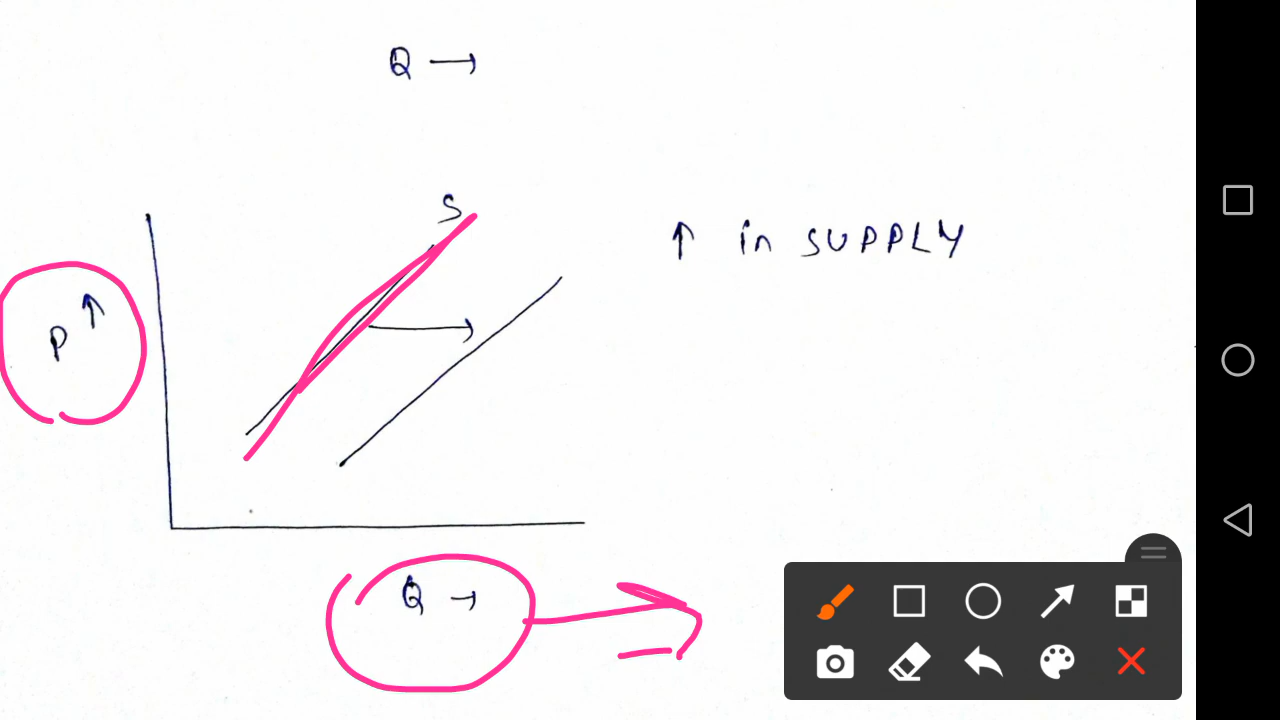 Q →
S
↑ in SUPPLY
P ↑
Q →